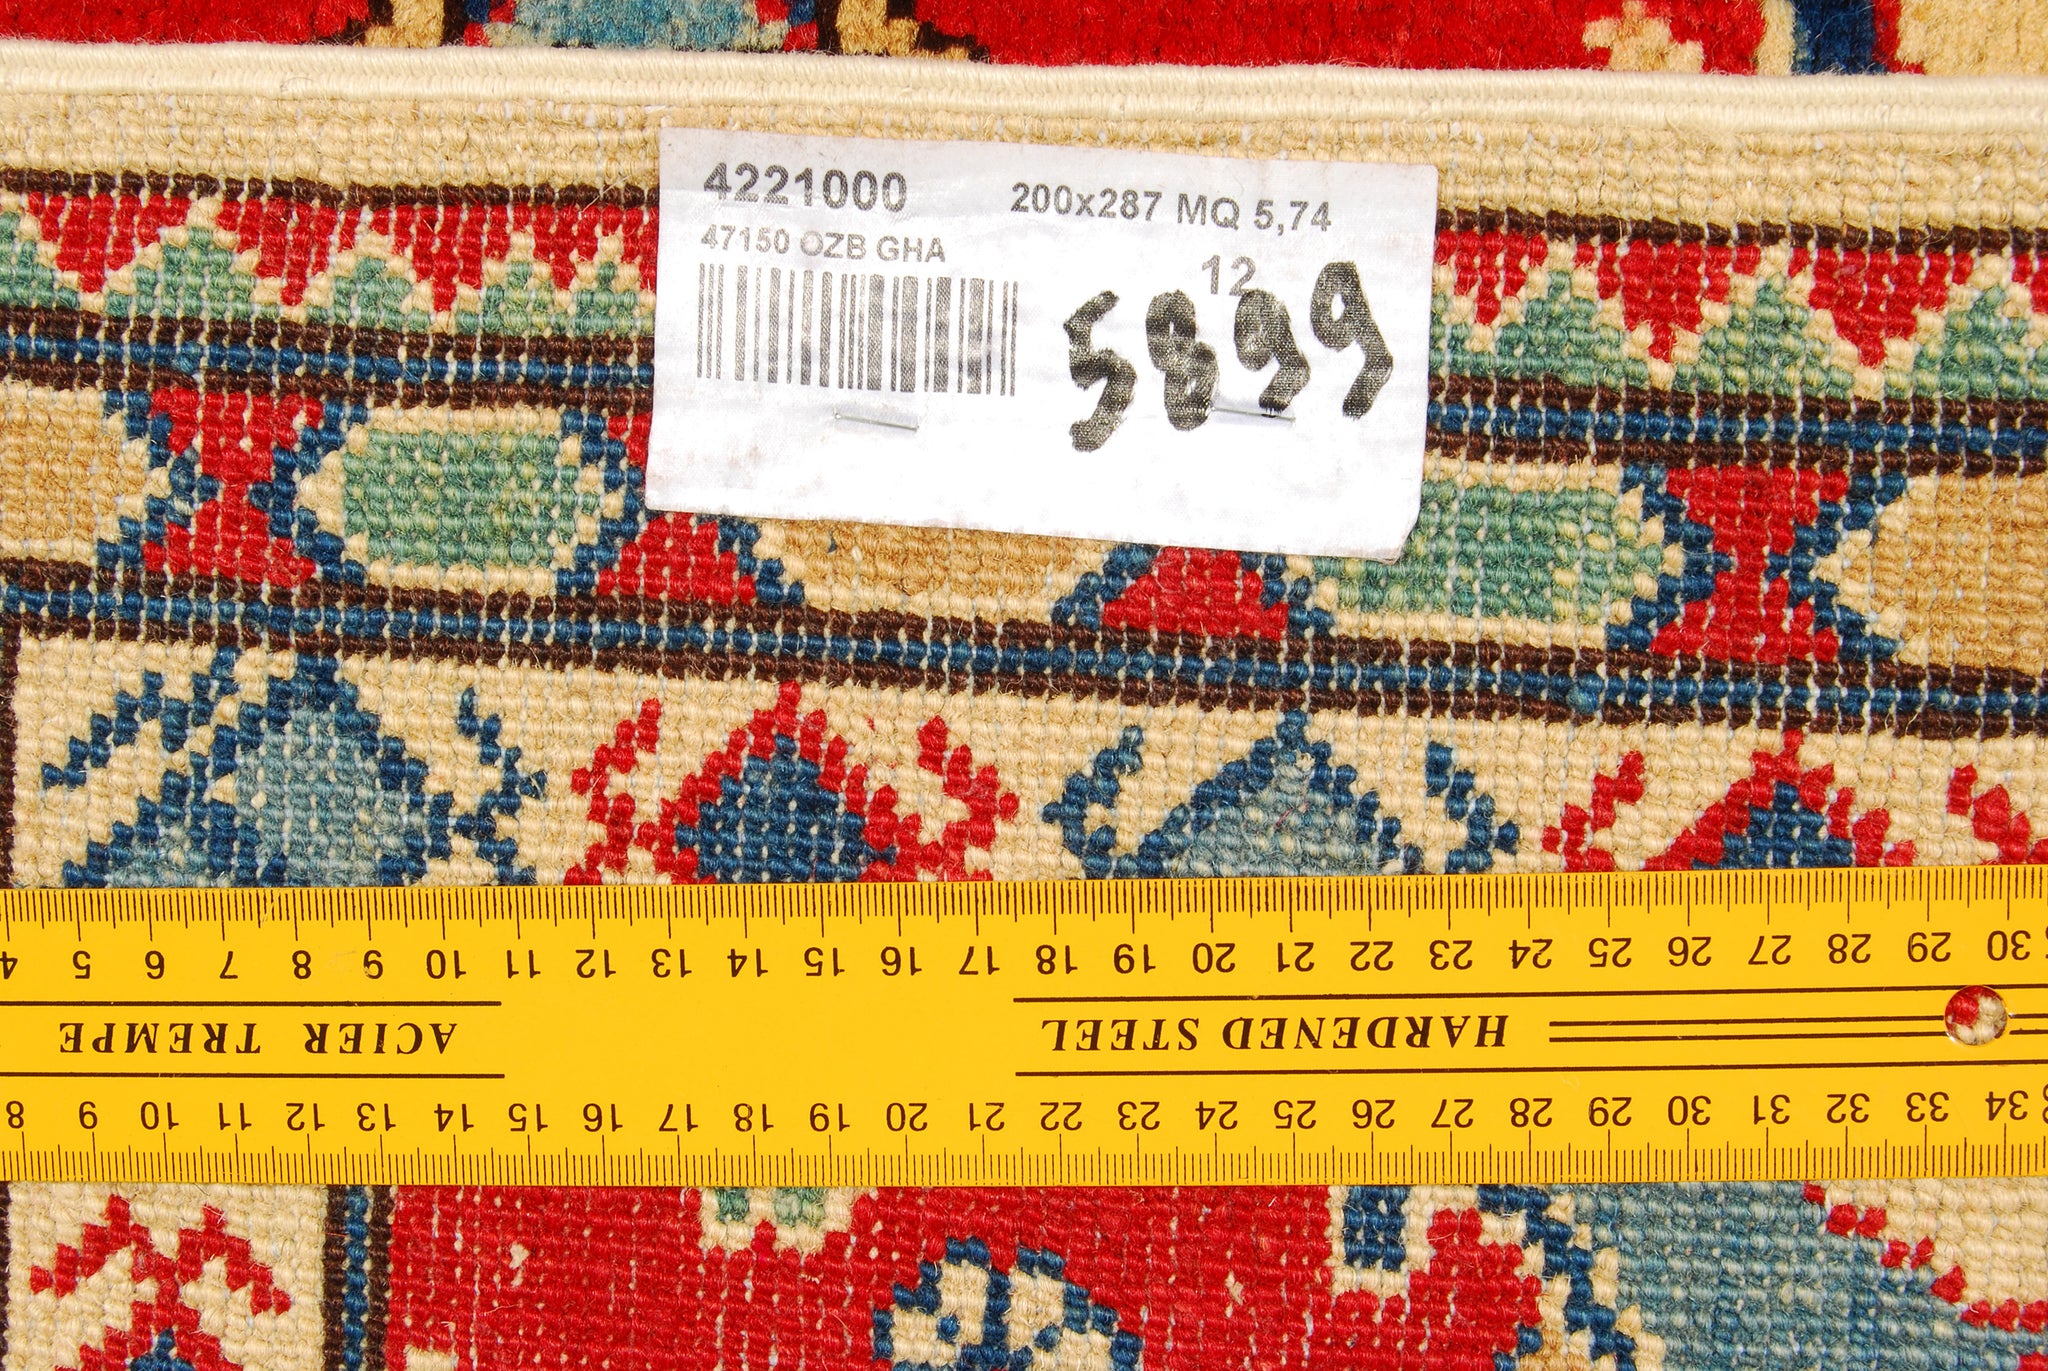 4221000 200x287 MQ 5,74
47150 OZB GHA
12
5899
4 5 6 7 8 9 10 11 12 13 14 15 16 17 18 19 20 21 22 23 24 25 26 27 28 29 30
ACIER TREMPE HARDENED STEEL
8 9 10 11 12 13 14 15 16 17 18 19 20 21 22 23 24 25 26 27 28 29 30 31 32 33 34